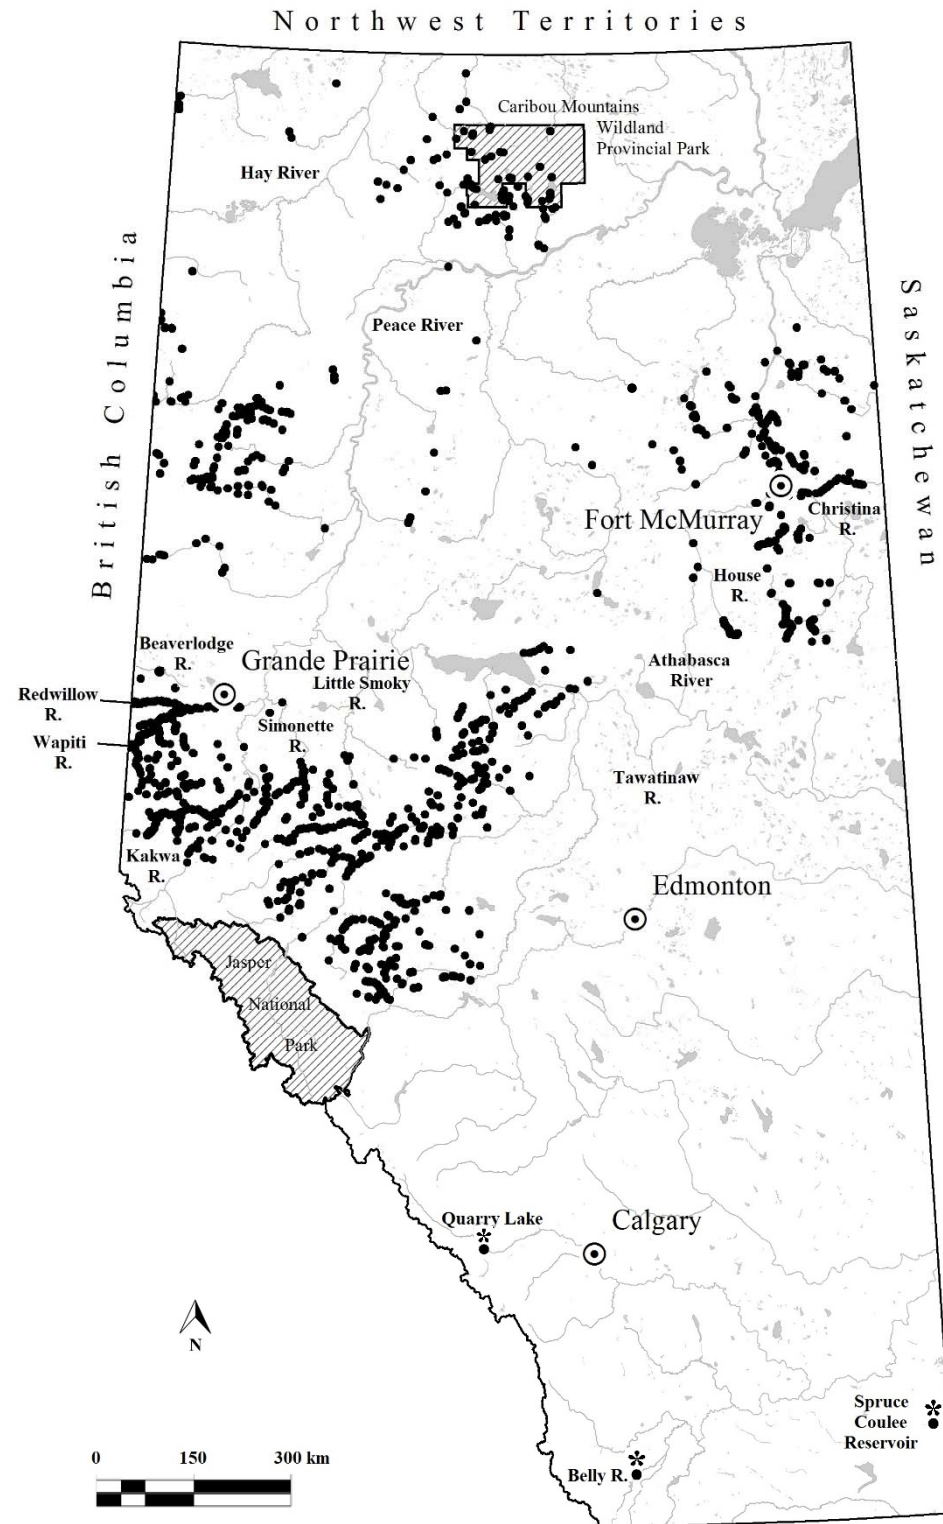 Northwest Territories
Caribou Mountains
Wildland
Provincial Park
Hay River
British Columbia
Saskatchewan
Peace River
Fort McMurray
Christina
R.
House
R.
Beaverlodge
R.
Grande Prairie
Little Smoky
R.
Athabasca
River
Redwillow
R.
Simonette
R.
Wapiti
R.
Tawatinaw
R.
Kakwa
R.
Edmonton
Jasper
National
Park
Quarry Lake
*
Calgary
N
Spruce
Coulee
Reservoir
*
Belly R.
*
0 150 300 km